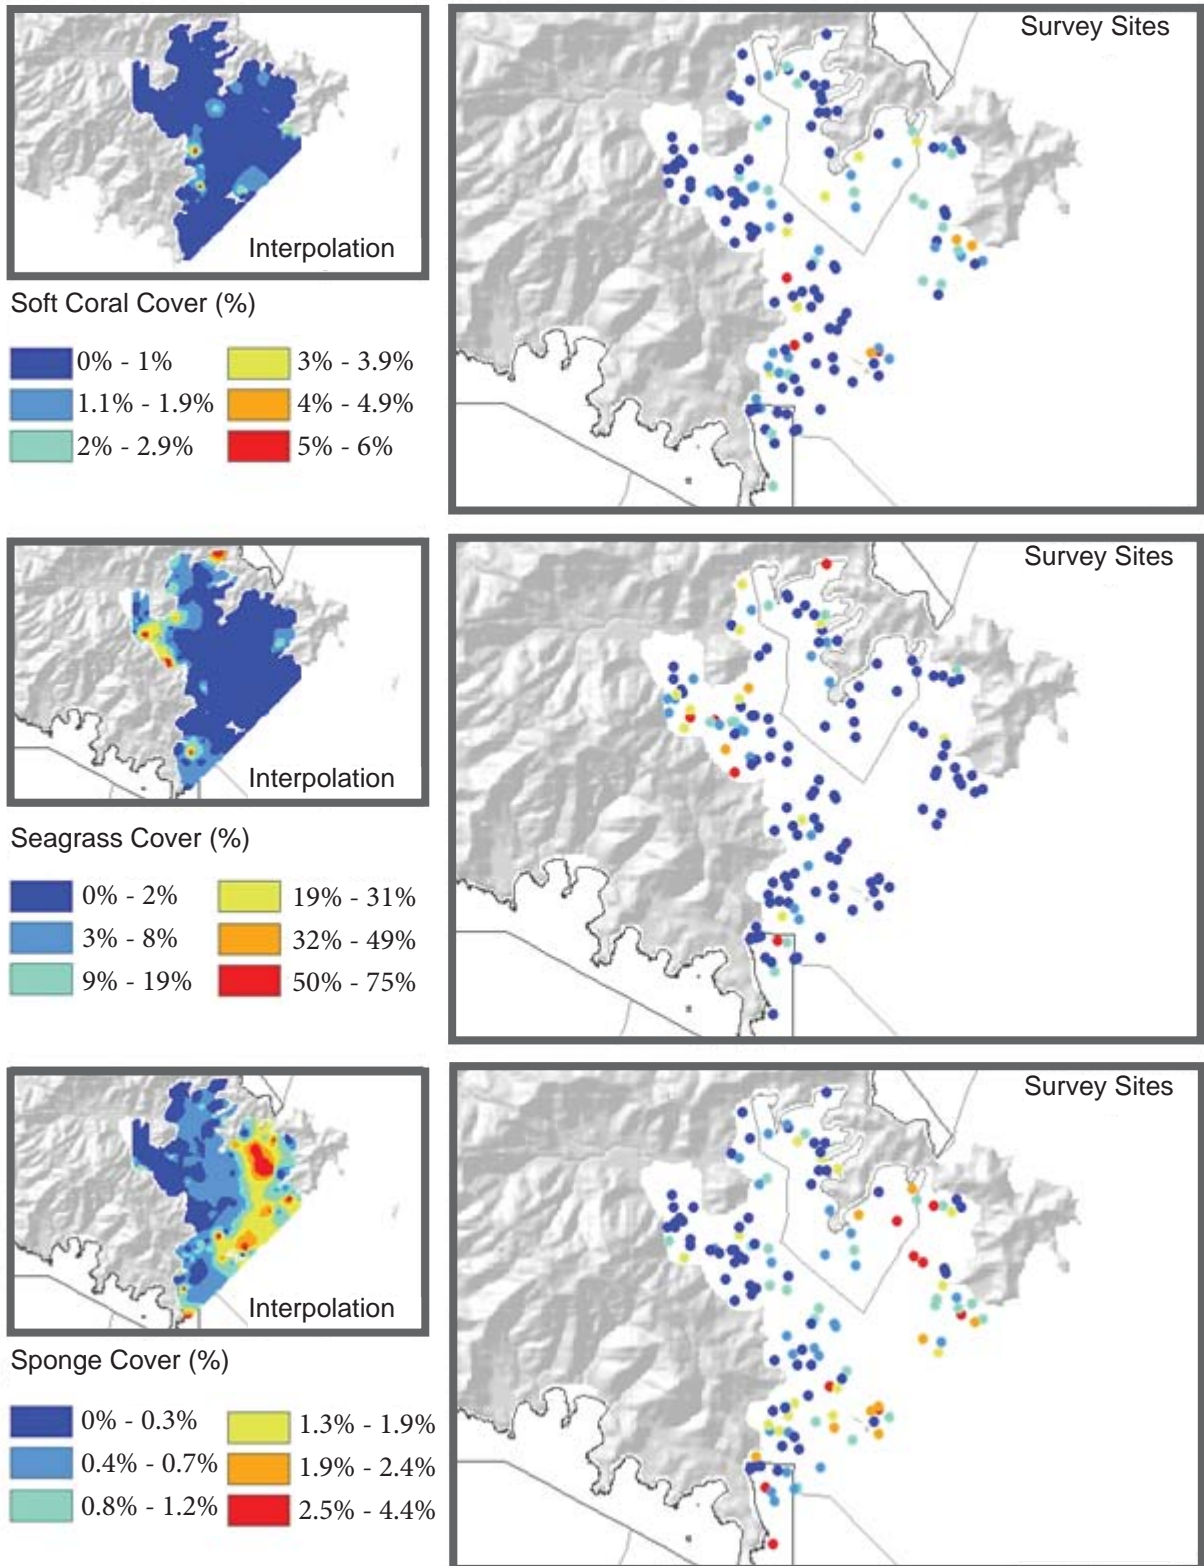 Survey Sites
Interpolation
Soft Coral Cover (%)
0% - 1%
1.1% - 1.9%
2% - 2.9%
3% - 3.9%
4% - 4.9%
5% - 6%
Survey Sites
Interpolation
Seagrass Cover (%)
0% - 2%
3% - 8%
9% - 19%
19% - 31%
32% - 49%
50% - 75%
Survey Sites
Interpolation
Sponge Cover (%)
0% - 0.3%
0.4% - 0.7%
0.8% - 1.2%
1.3% - 1.9%
1.9% - 2.4%
2.5% - 4.4%